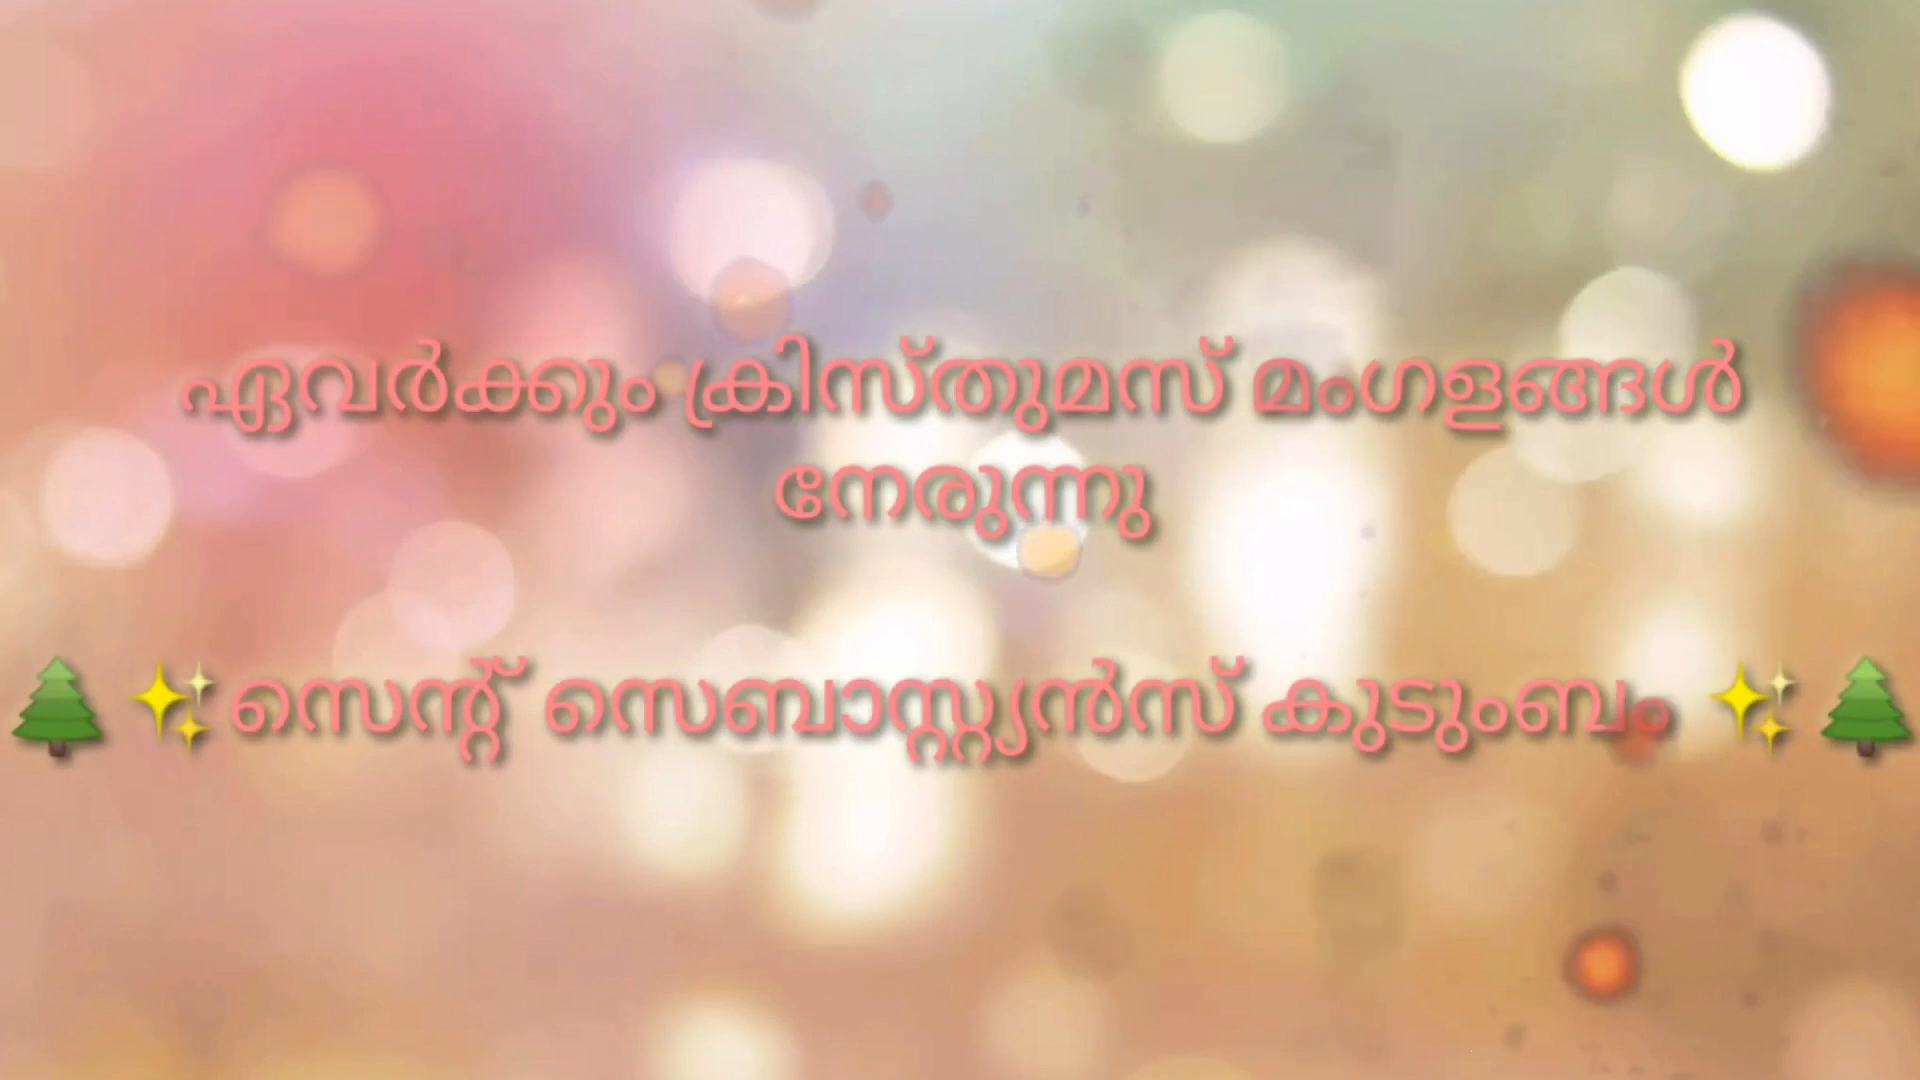 ഏവർക്കും ക്രിസ്തുമസ് മംഗളങ്ങൾ
നേരുന്നു
🌲 ✨സെന്റ് സെബാസ്റ്റ്യൻസ് കുടുംബം ✨🌲